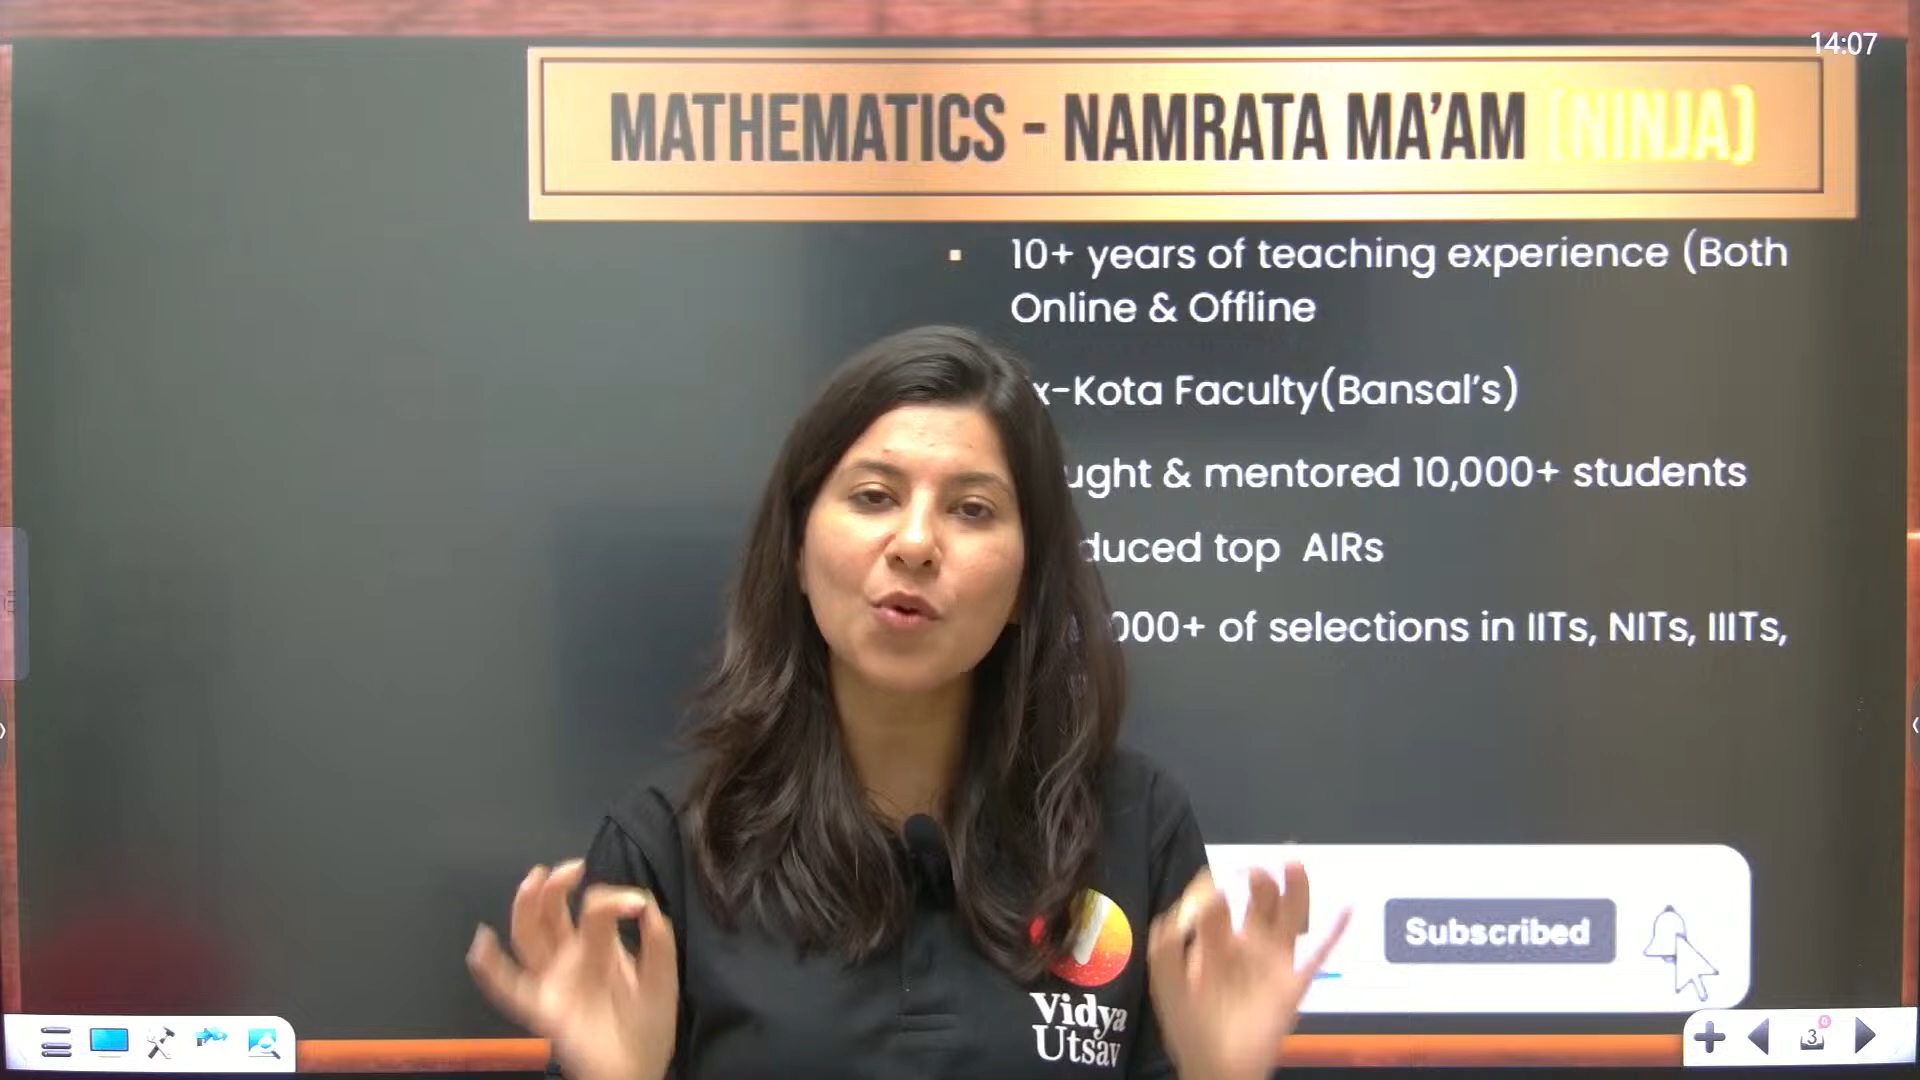 14:07
MATHEMATICS - NAMRATA MA'AM (NINJA)
10+ years of teaching experience (Both
Online & Offline
x-Kota Faculty(Bansal's)
ught & mentored 10,000+ students
duced top AIRs
000+ of selections in IITs, NITs, IIITs,
Subscribed
Vidya
Utsav
3
0